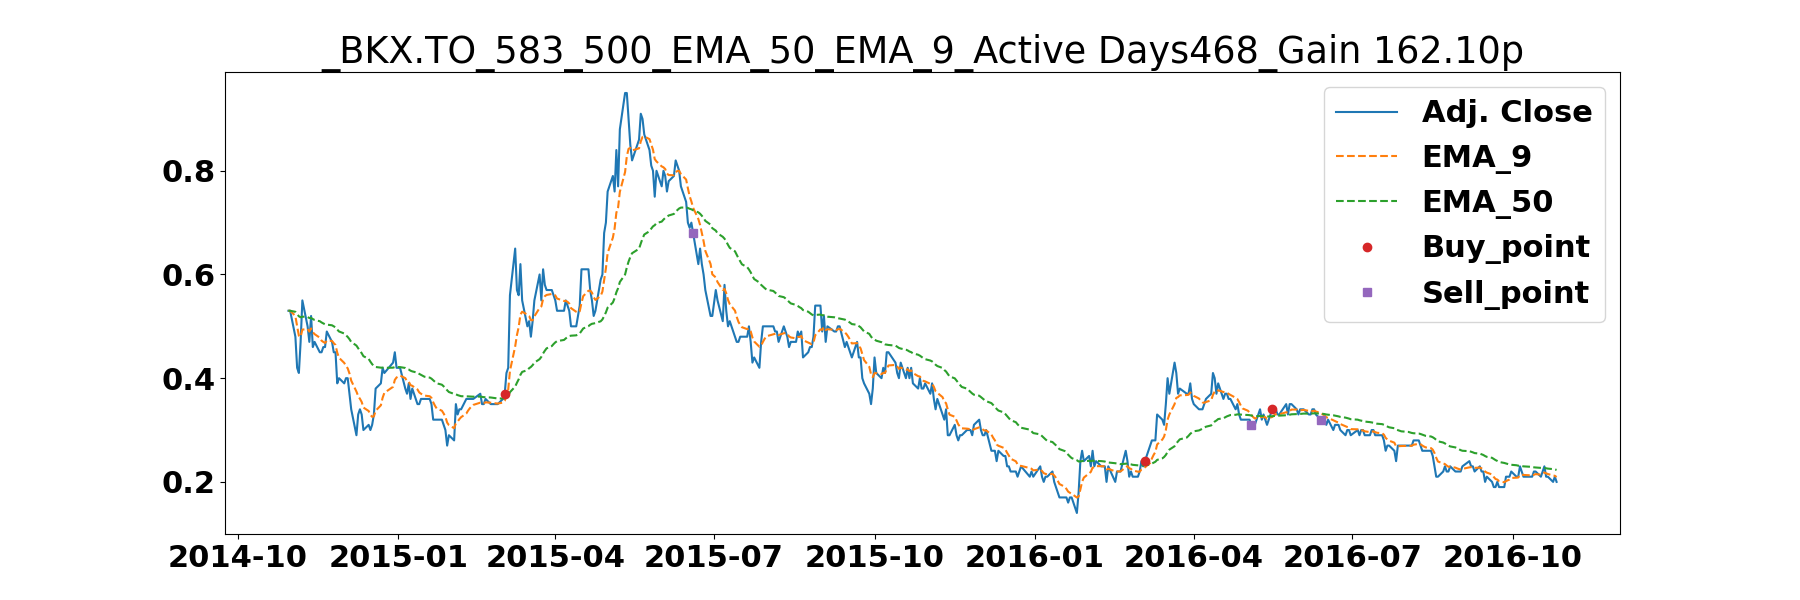 _BKX.TO_583_500_EMA_50_EMA_9_Active Days468_Gain 162.10p
Adj. Close
EMA_9
EMA_50
Buy_point
Sell_point
0.8
0.6
0.4
0.2
2014-10 2015-01 2015-04 2015-07 2015-10 2016-01 2016-04 2016-07 2016-10